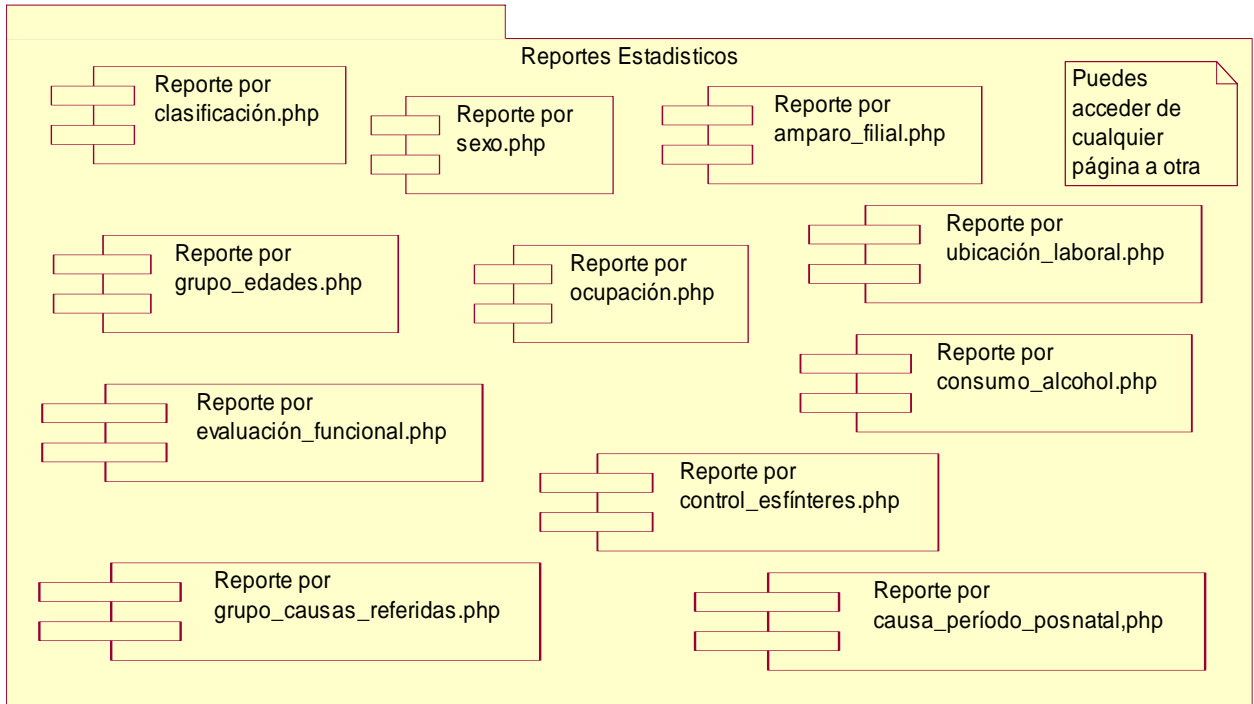 Reportes Estadisticos
Reporte por
clasificación.php
Reporte por
sexo.php
Reporte por
amparo_filial.php
Puedes
acceder de
cualquier
página a otra
Reporte por
grupo_edades.php
Reporte por
ocupación.php
Reporte por
ubicación_laboral.php
Reporte por
consumo_alcohol.php
Reporte por
evaluación_funcional.php
Reporte por
control_esfínteres.php
Reporte por
grupo_causas_referidas.php
Reporte por
causa_período_posnatal,php